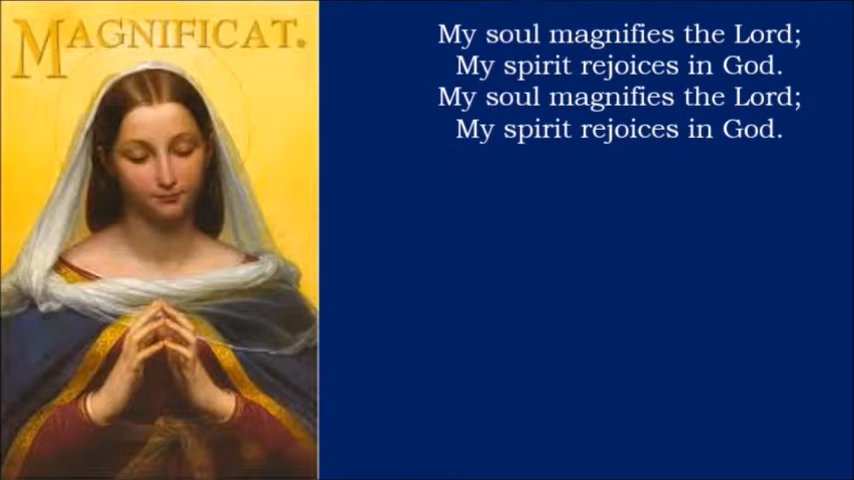 MAGNIFICAT.
My soul magnifies the Lord;
My spirit rejoices in God.
My soul magnifies the Lord;
My spirit rejoices in God.